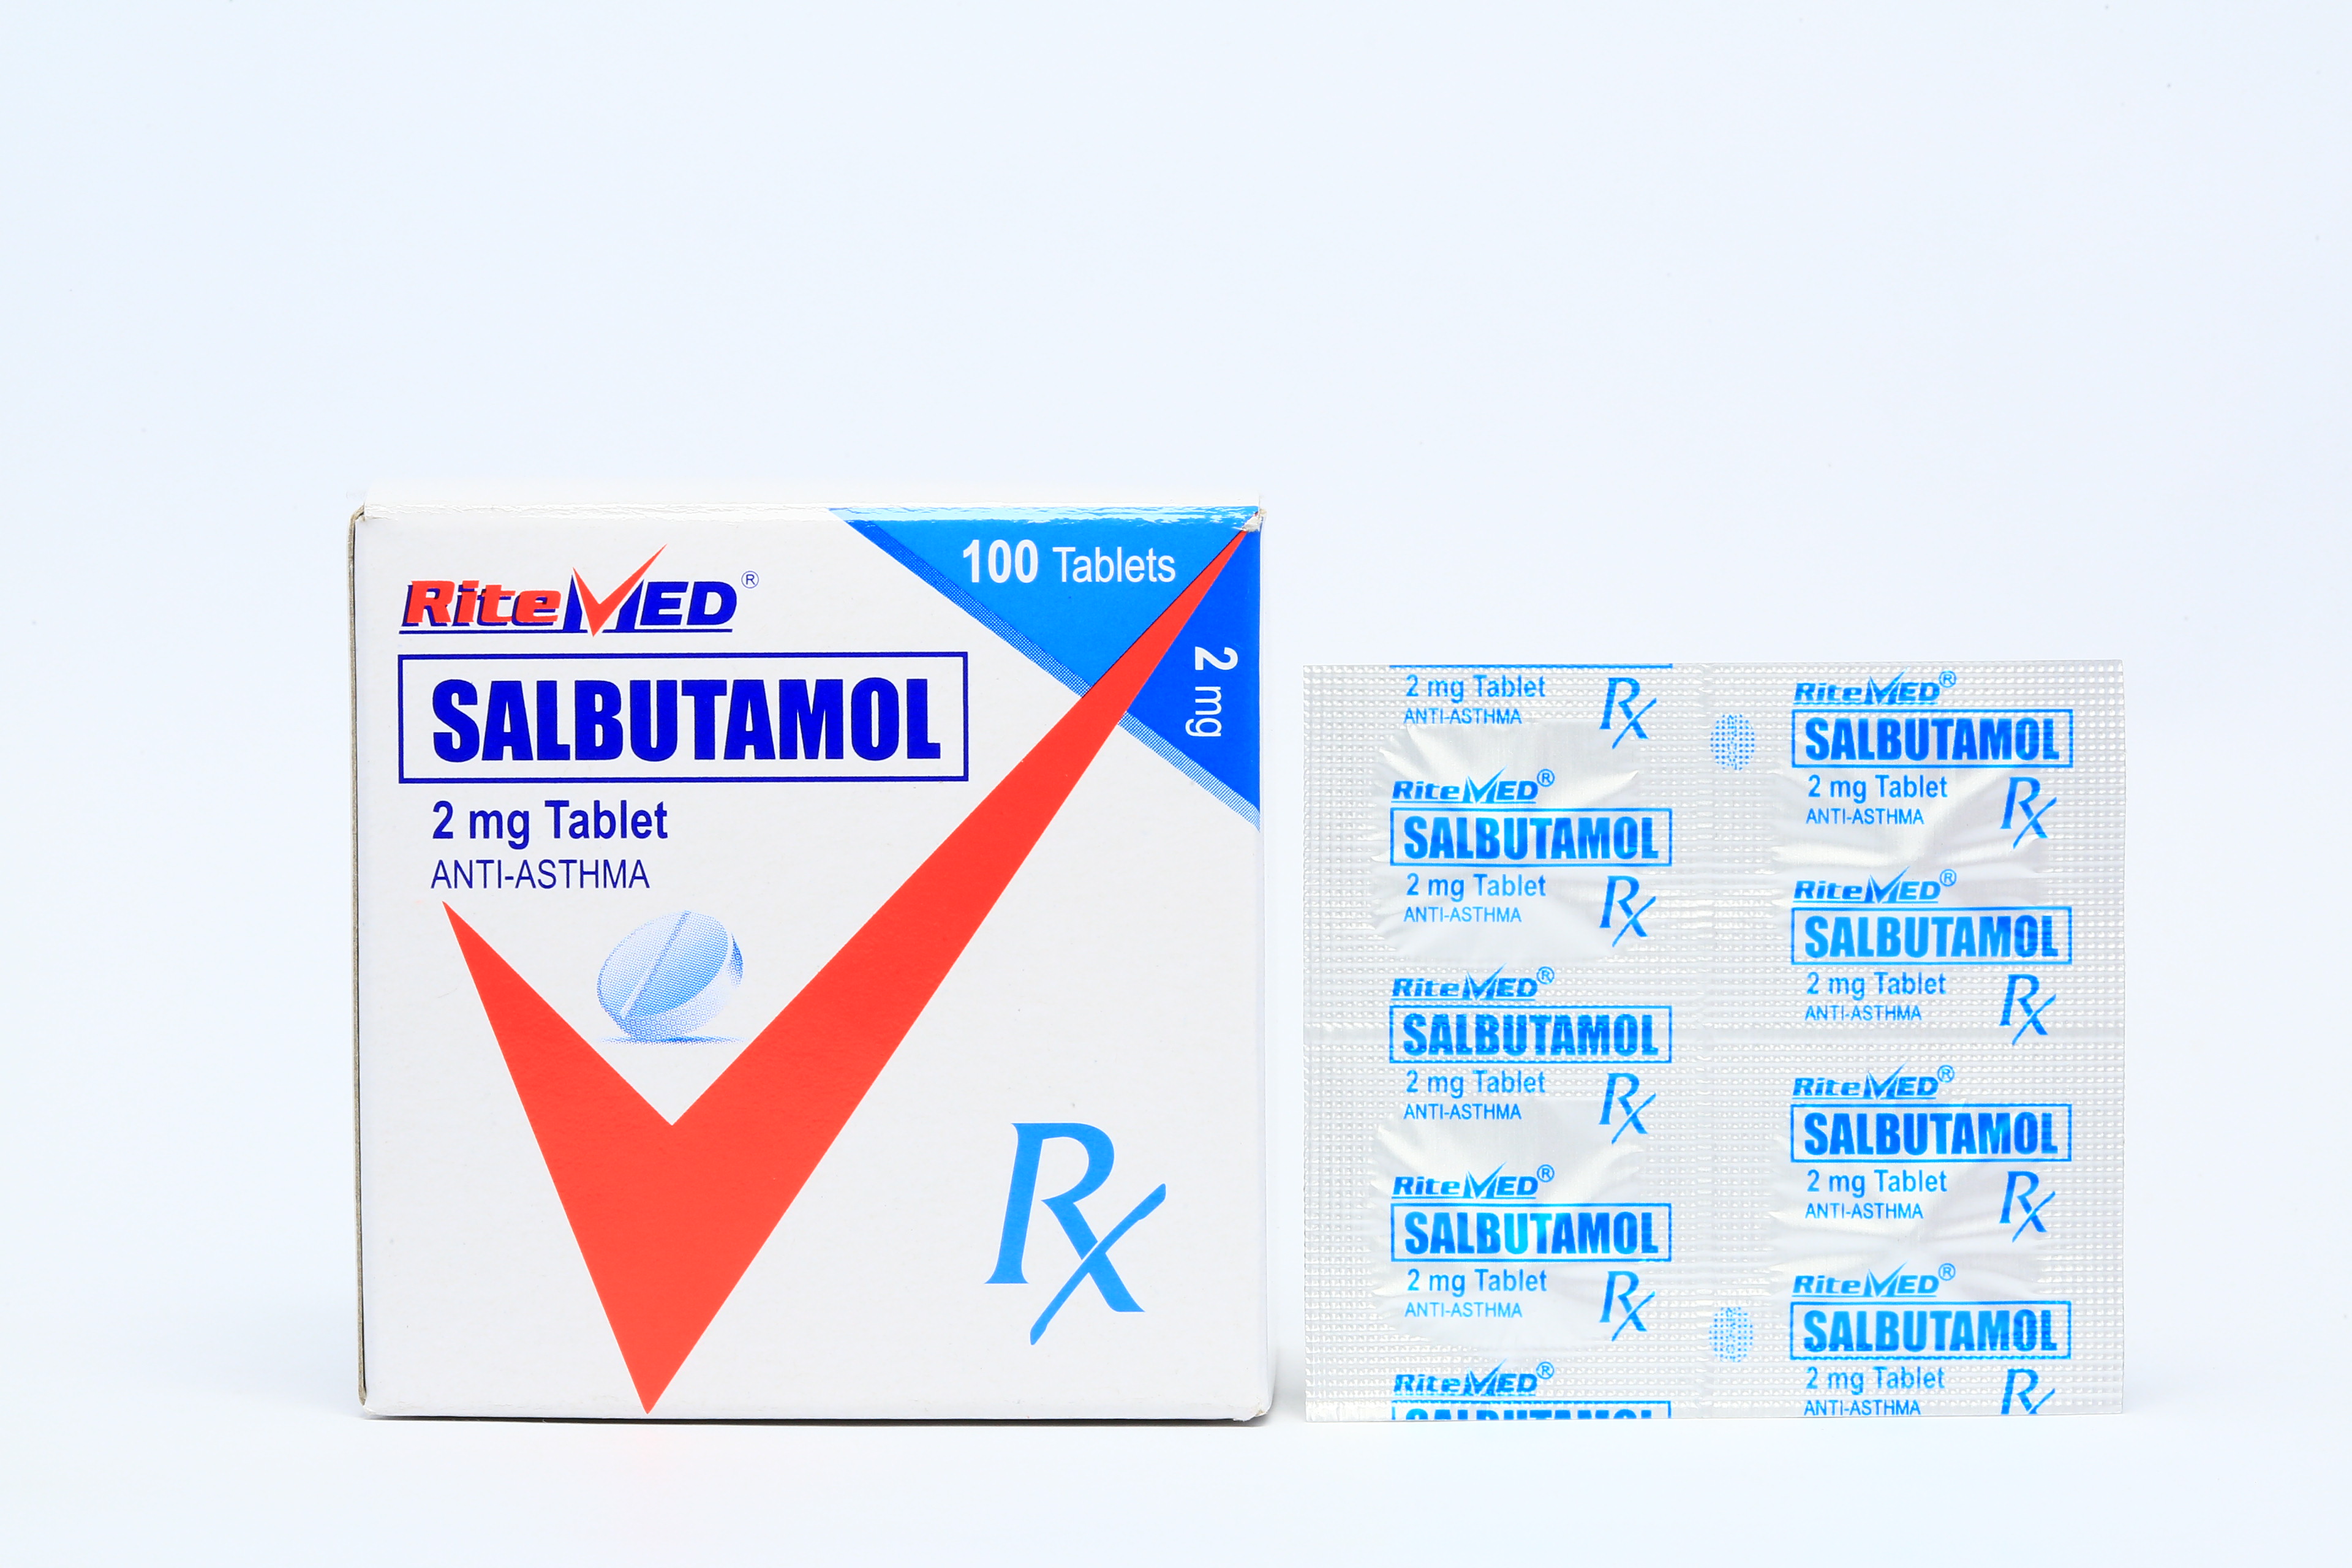 100 Tablets
2 mg
RiteMED®
SALBUTAMOL
2 mg Tablet
ANTI-ASTHMA
Rx
2 mg Tablet
ANTI-ASTHMA
Rx
RiteMED®
SALBUTAMOL
2 mg Tablet
ANTI-ASTHMA
Rx
RiteMED®
SALBUTAMOL
2 mg Tablet
ANTI-ASTHMA
Rx
RiteMED®
SALBUTAMOL
2 mg Tablet
ANTI-ASTHMA
Rx
RiteMED®
SALBUTAMOL
RiteMED®
SALBUTAMOL
2 mg Tablet
ANTI-ASTHMA
Rx
RiteMED®
SALBUTAMOL
2 mg Tablet
ANTI-ASTHMA
Rx
RiteMED®
SALBUTAMOL
2 mg Tablet
ANTI-ASTHMA
Rx
RiteMED®
SALBUTAMOL
2 mg Tablet
ANTI-ASTHMA
Rx